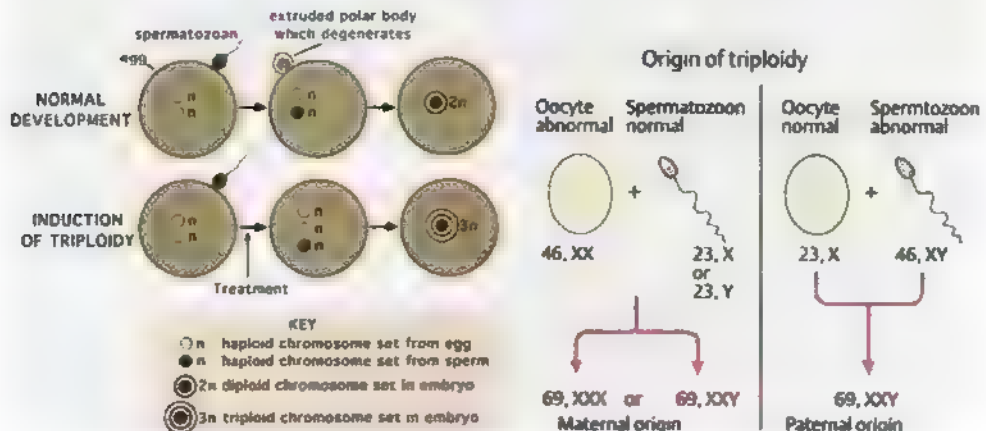 extruded polar body
which degenerates
spermatozoan
egg
NORMAL
DEVELOPMENT
n
n
n
n
2n
INDUCTION
OF TRIPLOIDY
n
n
n
n
n
3n
Treatment
KEY
n haploid chromosome set from egg
n haploid chromosome set from sperm
2n diploid chromosome set in embryo
3n triploid chromosome set in embryo
Origin of triploidy
Oocyte abnormal
Spermatozoon normal
+
46, XX
23, X
or
23, Y
69, XXX or 69, XXY
Maternal origin
Oocyte normal
Spermtozoon abnormal
+
23, X
46, XY
69, XXY
Paternal origin